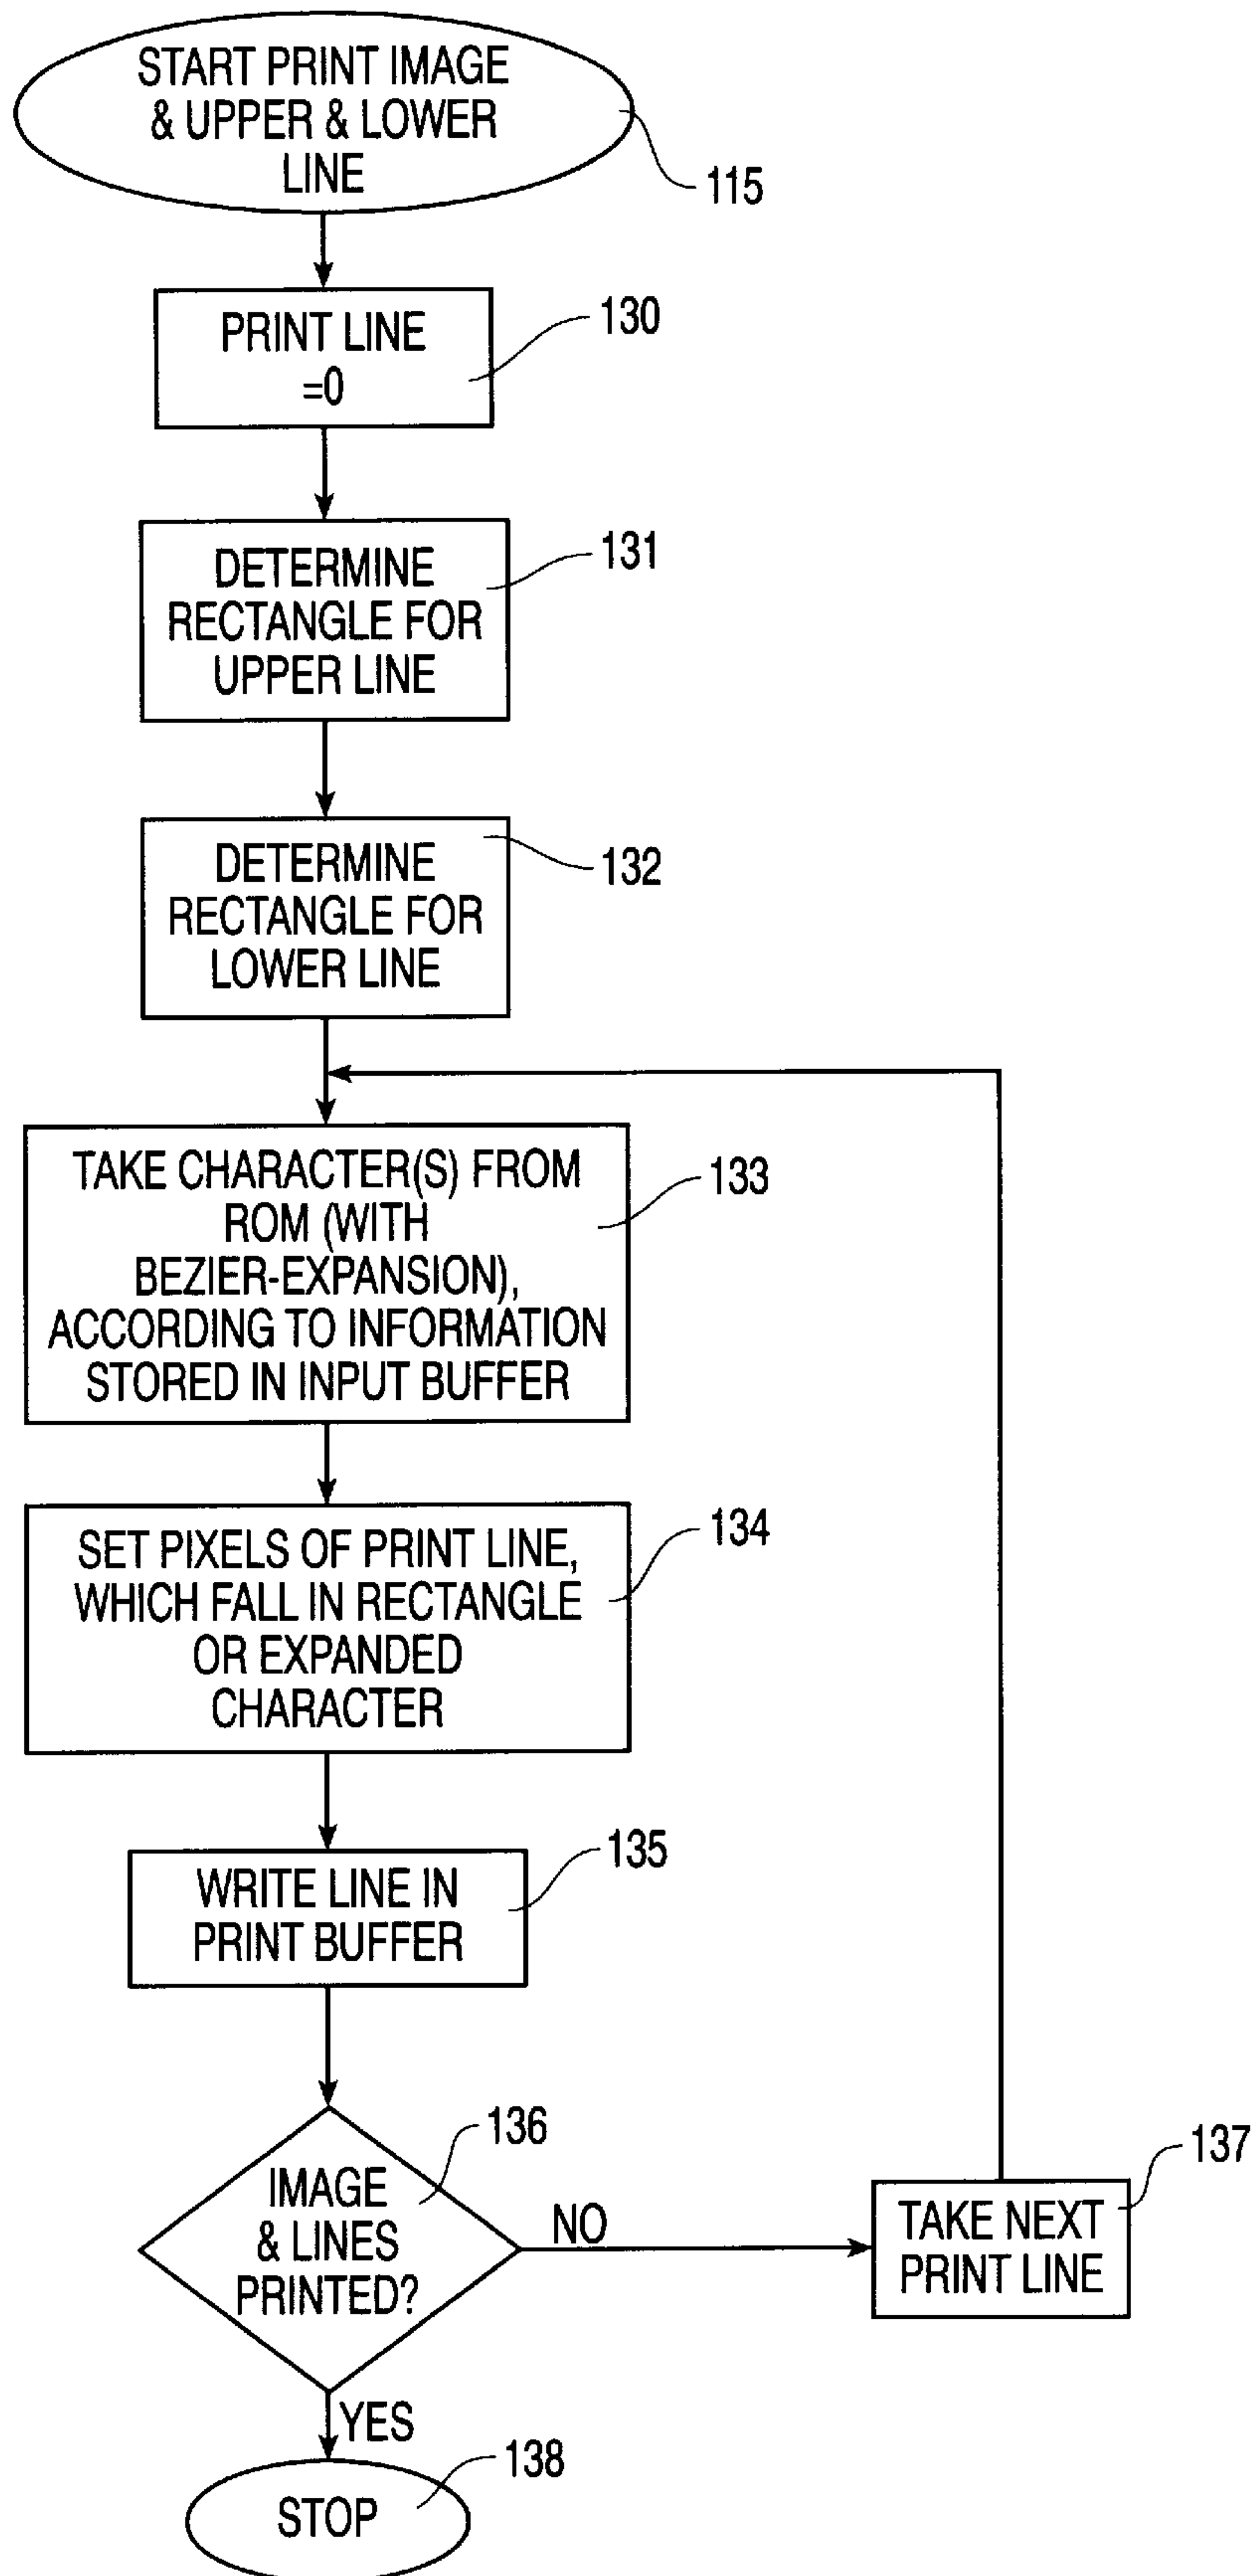 START PRINT IMAGE
& UPPER & LOWER
LINE
115
PRINT LINE
=0
130
DETERMINE
RECTANGLE FOR
UPPER LINE
131
DETERMINE
RECTANGLE FOR
LOWER LINE
132
TAKE CHARACTER(S) FROM
ROM (WITH
BEZIER-EXPANSION),
ACCORDING TO INFORMATION
STORED IN INPUT BUFFER
133
SET PIXELS OF PRINT LINE,
WHICH FALL IN RECTANGLE
OR EXPANDED
CHARACTER
134
WRITE LINE IN
PRINT BUFFER
135
IMAGE
& LINES
PRINTED?
136
NO
TAKE NEXT
PRINT LINE
137
YES
STOP
138